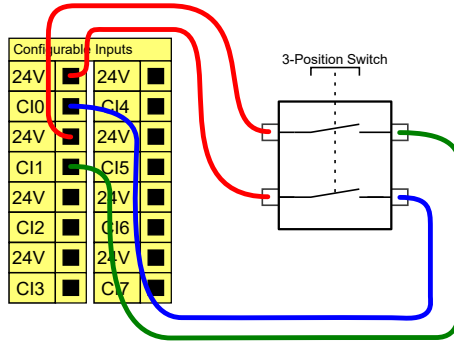 Configurable Inputs
24V 24V
CI0 CI4
24V 24V
CI1 CI5
24V 24V
CI2 CI6
24V 24V
CI3 CI7
3-Position Switch